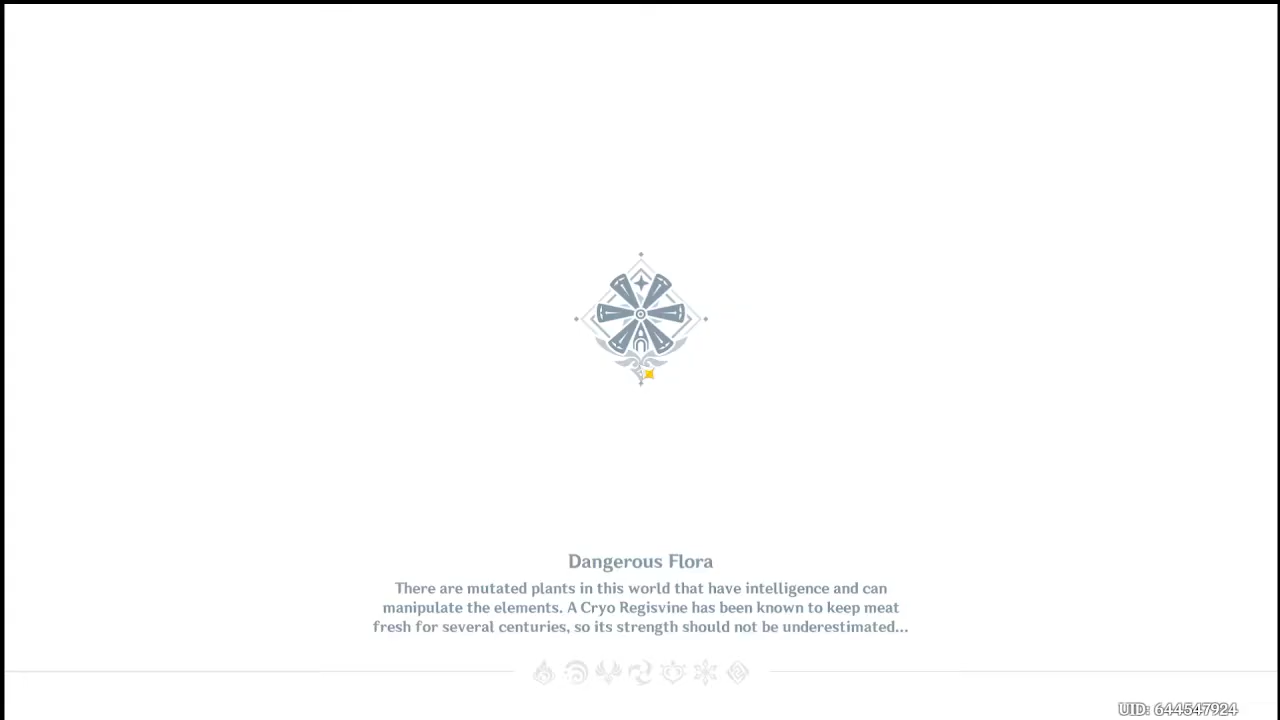 Dangerous Flora
There are mutated plants in this world that have intelligence and can
manipulate the elements. A Cryo Regisvine has been known to keep meat
fresh for several centuries, so its strength should not be underestimated...
UID: 644547924